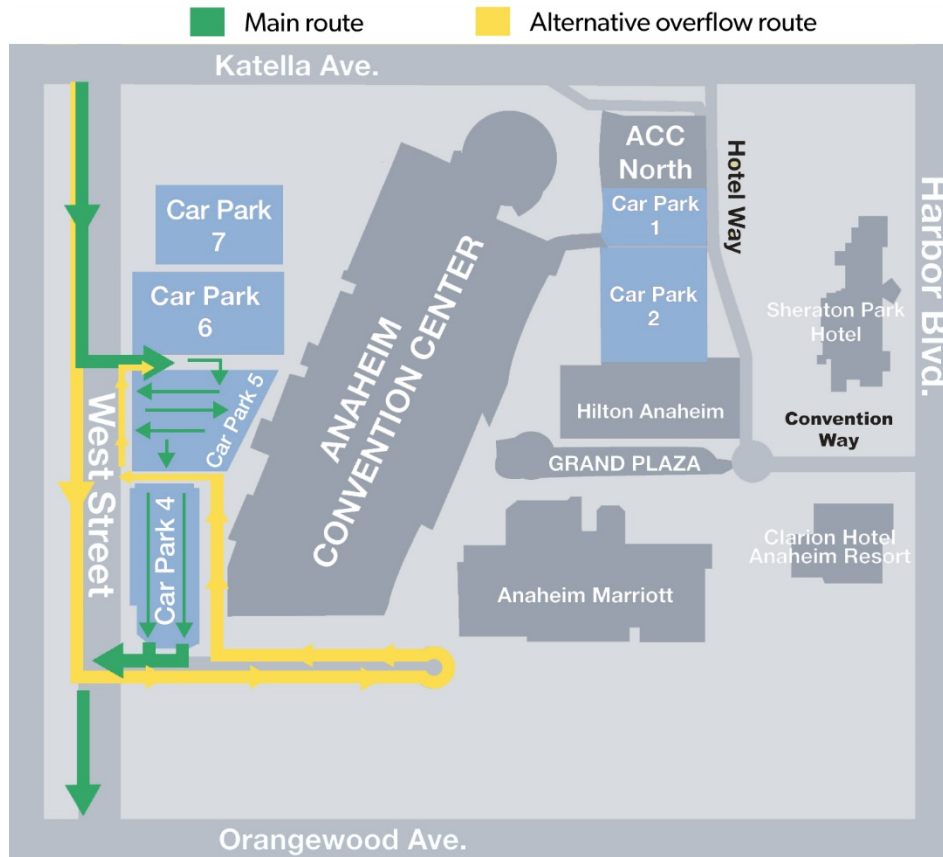 Main route
Alternative overflow route
Katella Ave.
ACC
North
Hotel Way
Harbor Blvd.
Car Park
7
Car Park
1
Car Park
6
Car Park
2
Sheraton Park
Hotel
ANAHEIM
CONVENTION CENTER
Car Park 5
West Street
Hilton Anaheim
Convention
Way
GRAND PLAZA
Car Park 4
Clarion Hotel
Anaheim Resort
Anaheim Marriott
Orangewood Ave.